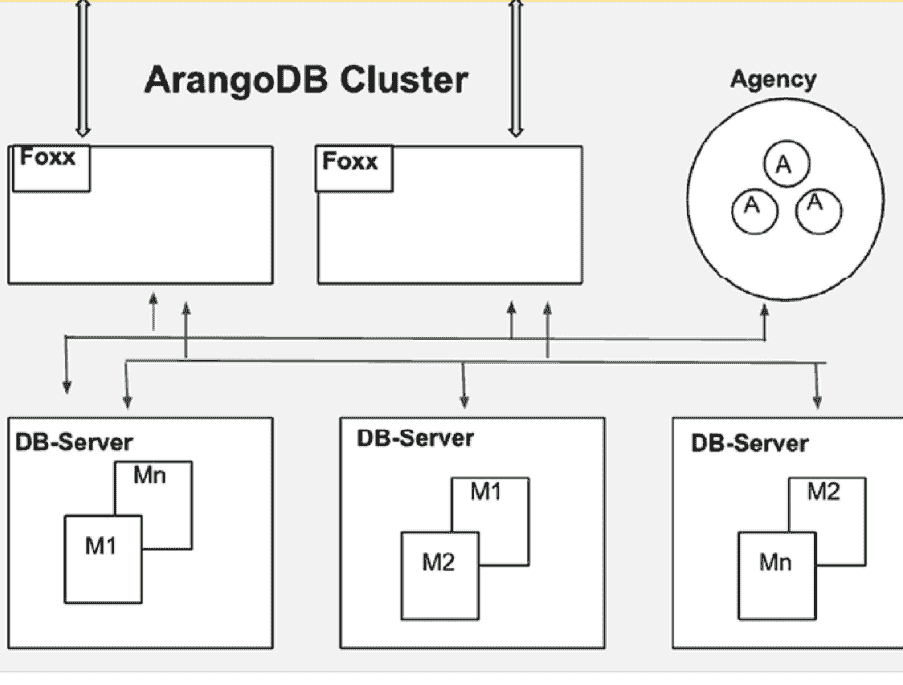 ArangoDB Cluster
Agency
Foxx
Foxx
A
A
A
DB-Server
Mn
M1
DB-Server
M1
M2
DB-Server
M2
Mn